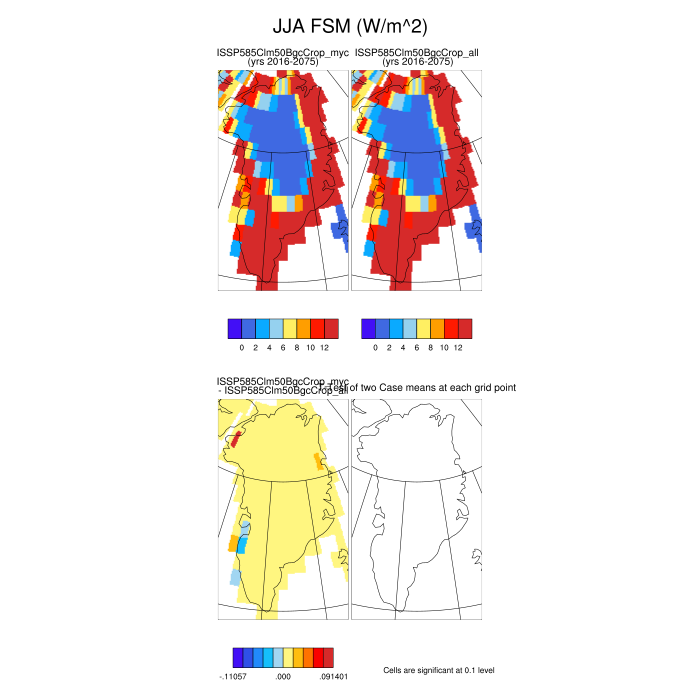 JJA FSM (W/m^2)
ISSP585Clm50BgcCrop_myc ISSP585Clm50BgcCrop_all
(yrs 2016-2075) (yrs 2016-2075)
0 2 4 6 8 10 12 0 2 4 6 8 10 12
ISSP585Clm50BgcCrop_myc
- ISSP585Clm50BgcCrop_all
of two Case means at each grid point
-.11057 .000 .091401
Cells are significant at 0.1 level